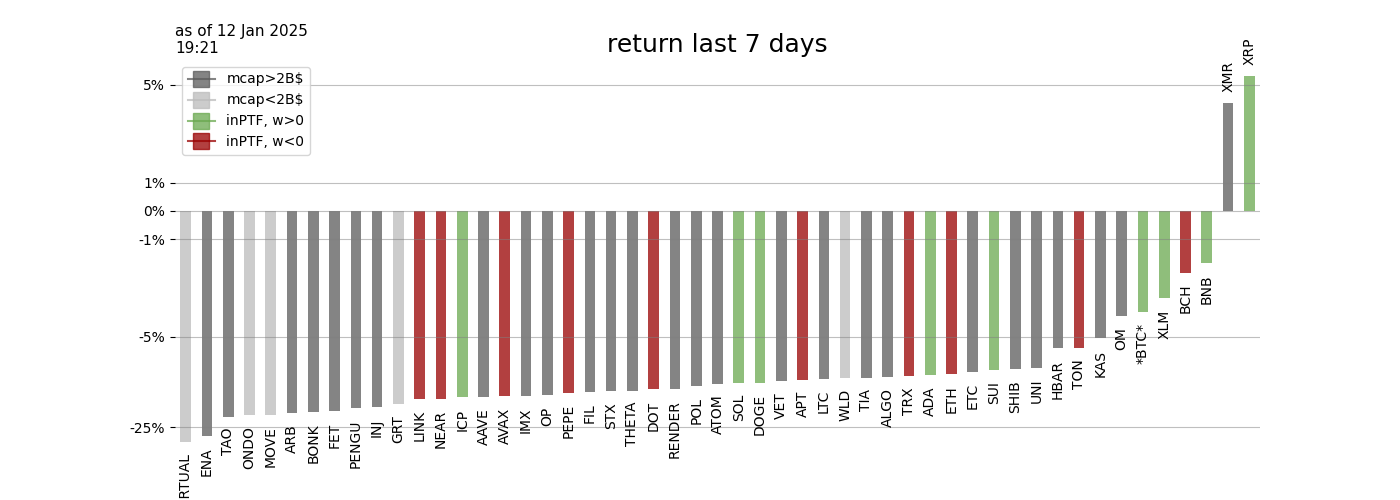 as of 12 Jan 2025
19:21
return last 7 days
mcap>2B$
mcap<2B$
inPTF, w>0
inPTF, w<0
5%
1%
0%
-1%
-5%
-25%
RTUAL
ENA
TAO
ONDO
MOVE
ARB
BONK
FET
PENGU
INJ
GRT
LINK
NEAR
ICP
AAVE
AVAX
IMX
OP
PEPE
FIL
STX
THETA
DOT
RENDER
POL
ATOM
SOL
DOGE
VET
APT
LTC
WLD
TIA
ALGO
TRX
ADA
ETH
ETC
SUI
SHIB
UNI
HBAR
TON
KAS
OM
*BTC*
XLM
BCH
BNB
XMR
XRP